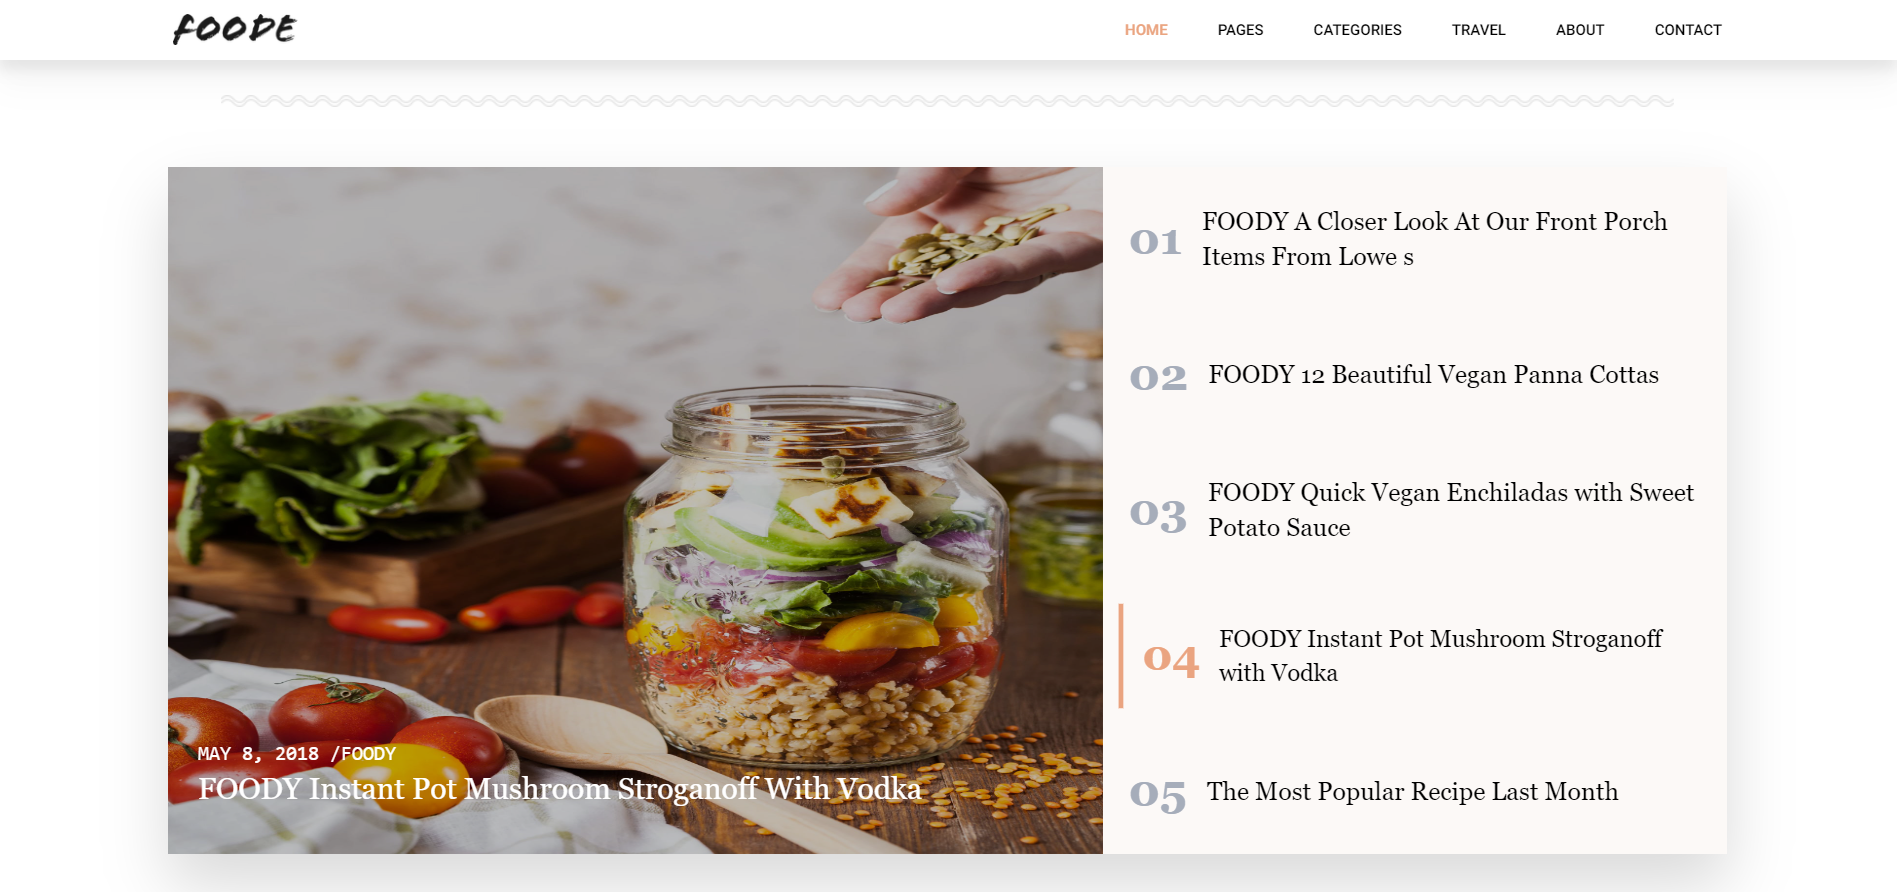 FOODE
HOME
PAGES
CATEGORIES
TRAVEL
ABOUT
CONTACT
MAY 8, 2018 /FOODY
FOODY Instant Pot Mushroom Stroganoff With Vodka
01
FOODY A Closer Look At Our Front Porch
Items From Lowe s
02
FOODY 12 Beautiful Vegan Panna Cottas
03
FOODY Quick Vegan Enchiladas with Sweet
Potato Sauce
04
FOODY Instant Pot Mushroom Stroganoff
with Vodka
05
The Most Popular Recipe Last Month